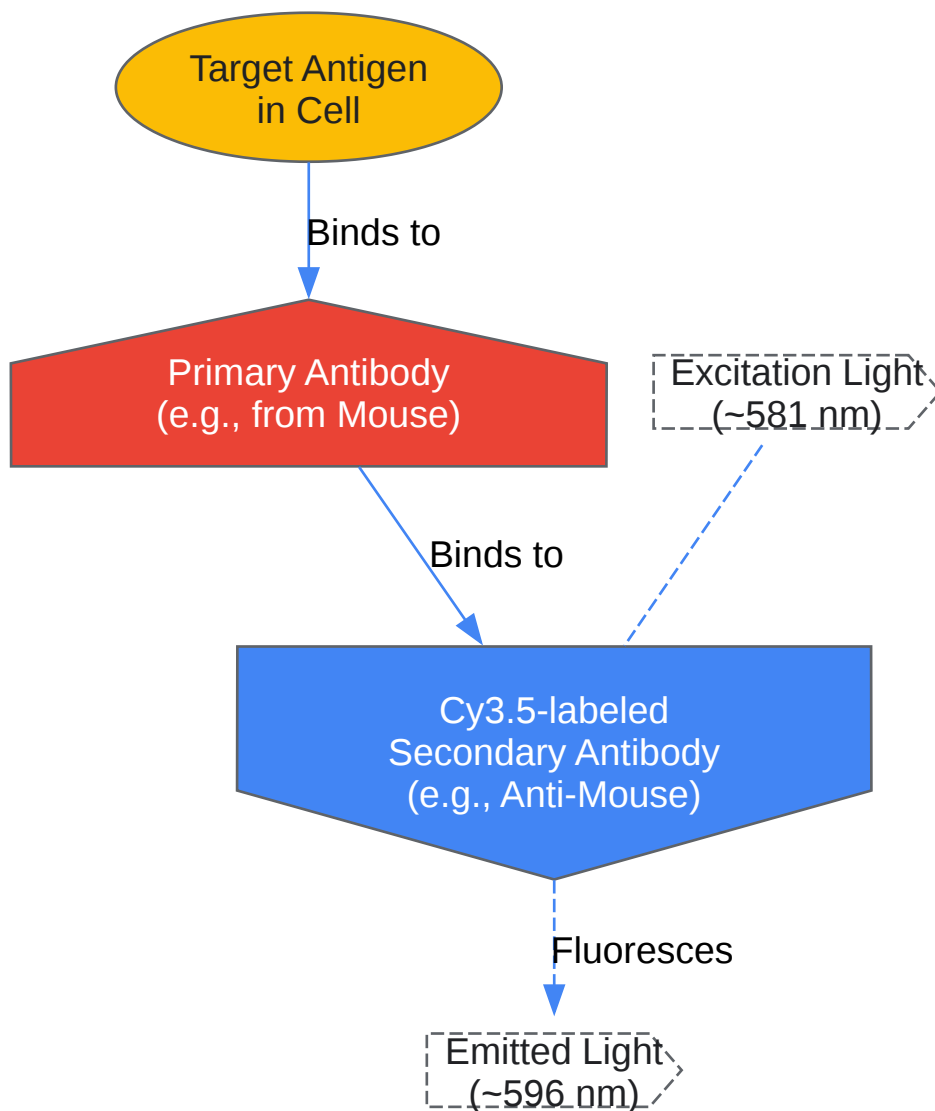 Target Antigen
in Cell
Binds to
Primary Antibody
(e.g., from Mouse)
Excitation Light
(~581 nm)
Binds to
Cy3.5-labeled
Secondary Antibody
(e.g., Anti-Mouse)
Fluoresces
Emitted Light
(~596 nm)